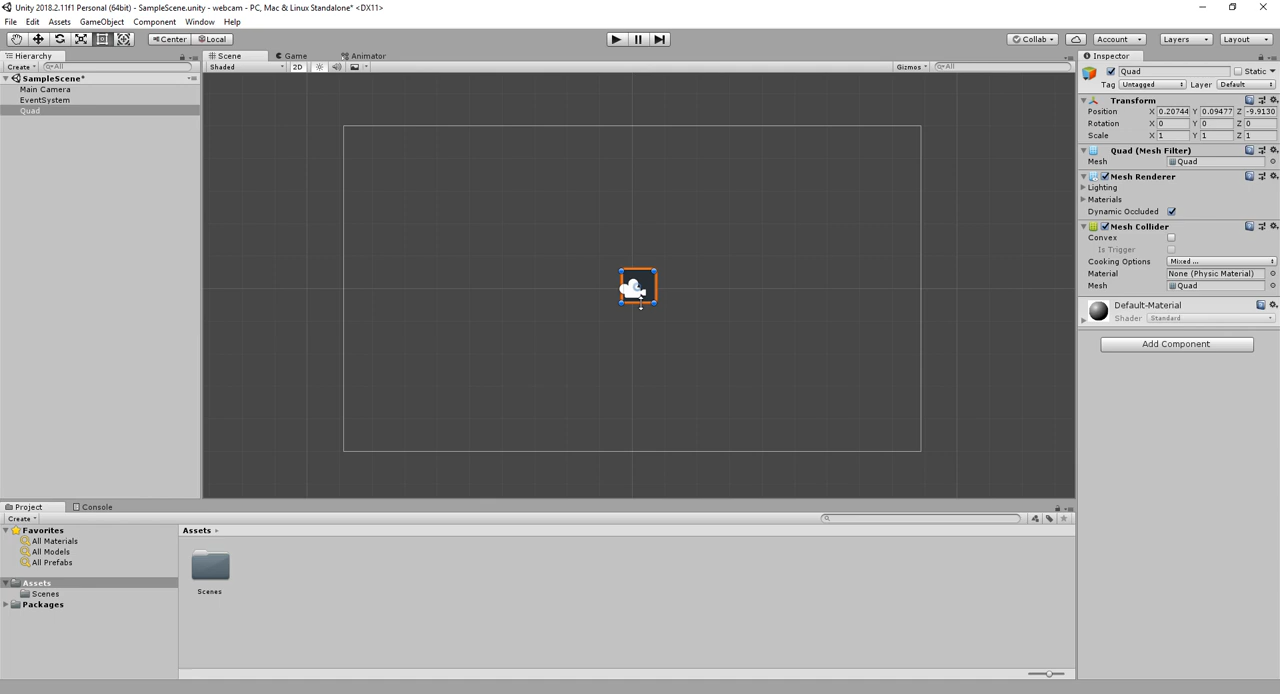 Unity 2018.2.11f1 Personal (64bit) - SampleScene.unity - webcam - PC, Mac & Linux Standalone* <DX11>
File Edit Assets GameObject Component Window Help
Center Local Collab Account Layers Layout
Hierarchy
Create All
SampleScene*
Main Camera
EventSystem
Quad
Scene Game Animator
Shaded 2D Gizmos All
Inspector
Quad Static
Tag Untagged Layer Default
Transform
Position X 0.20744 Y 0.09477 Z -9.9130
Rotation X 0 Y 0 Z 0
Scale X 1 Y 1 Z 1
Quad (Mesh Filter)
Mesh Quad
Mesh Renderer
Lighting
Materials
Dynamic Occluded
Mesh Collider
Convex
Is Trigger
Cooking Options Mixed ...
Material None (Physic Material)
Mesh Quad
Default-Material
Shader Standard
Add Component
Project Console
Create
Favorites
All Materials
All Models
All Prefabs
Assets
Scenes
Packages
Assets
Scenes